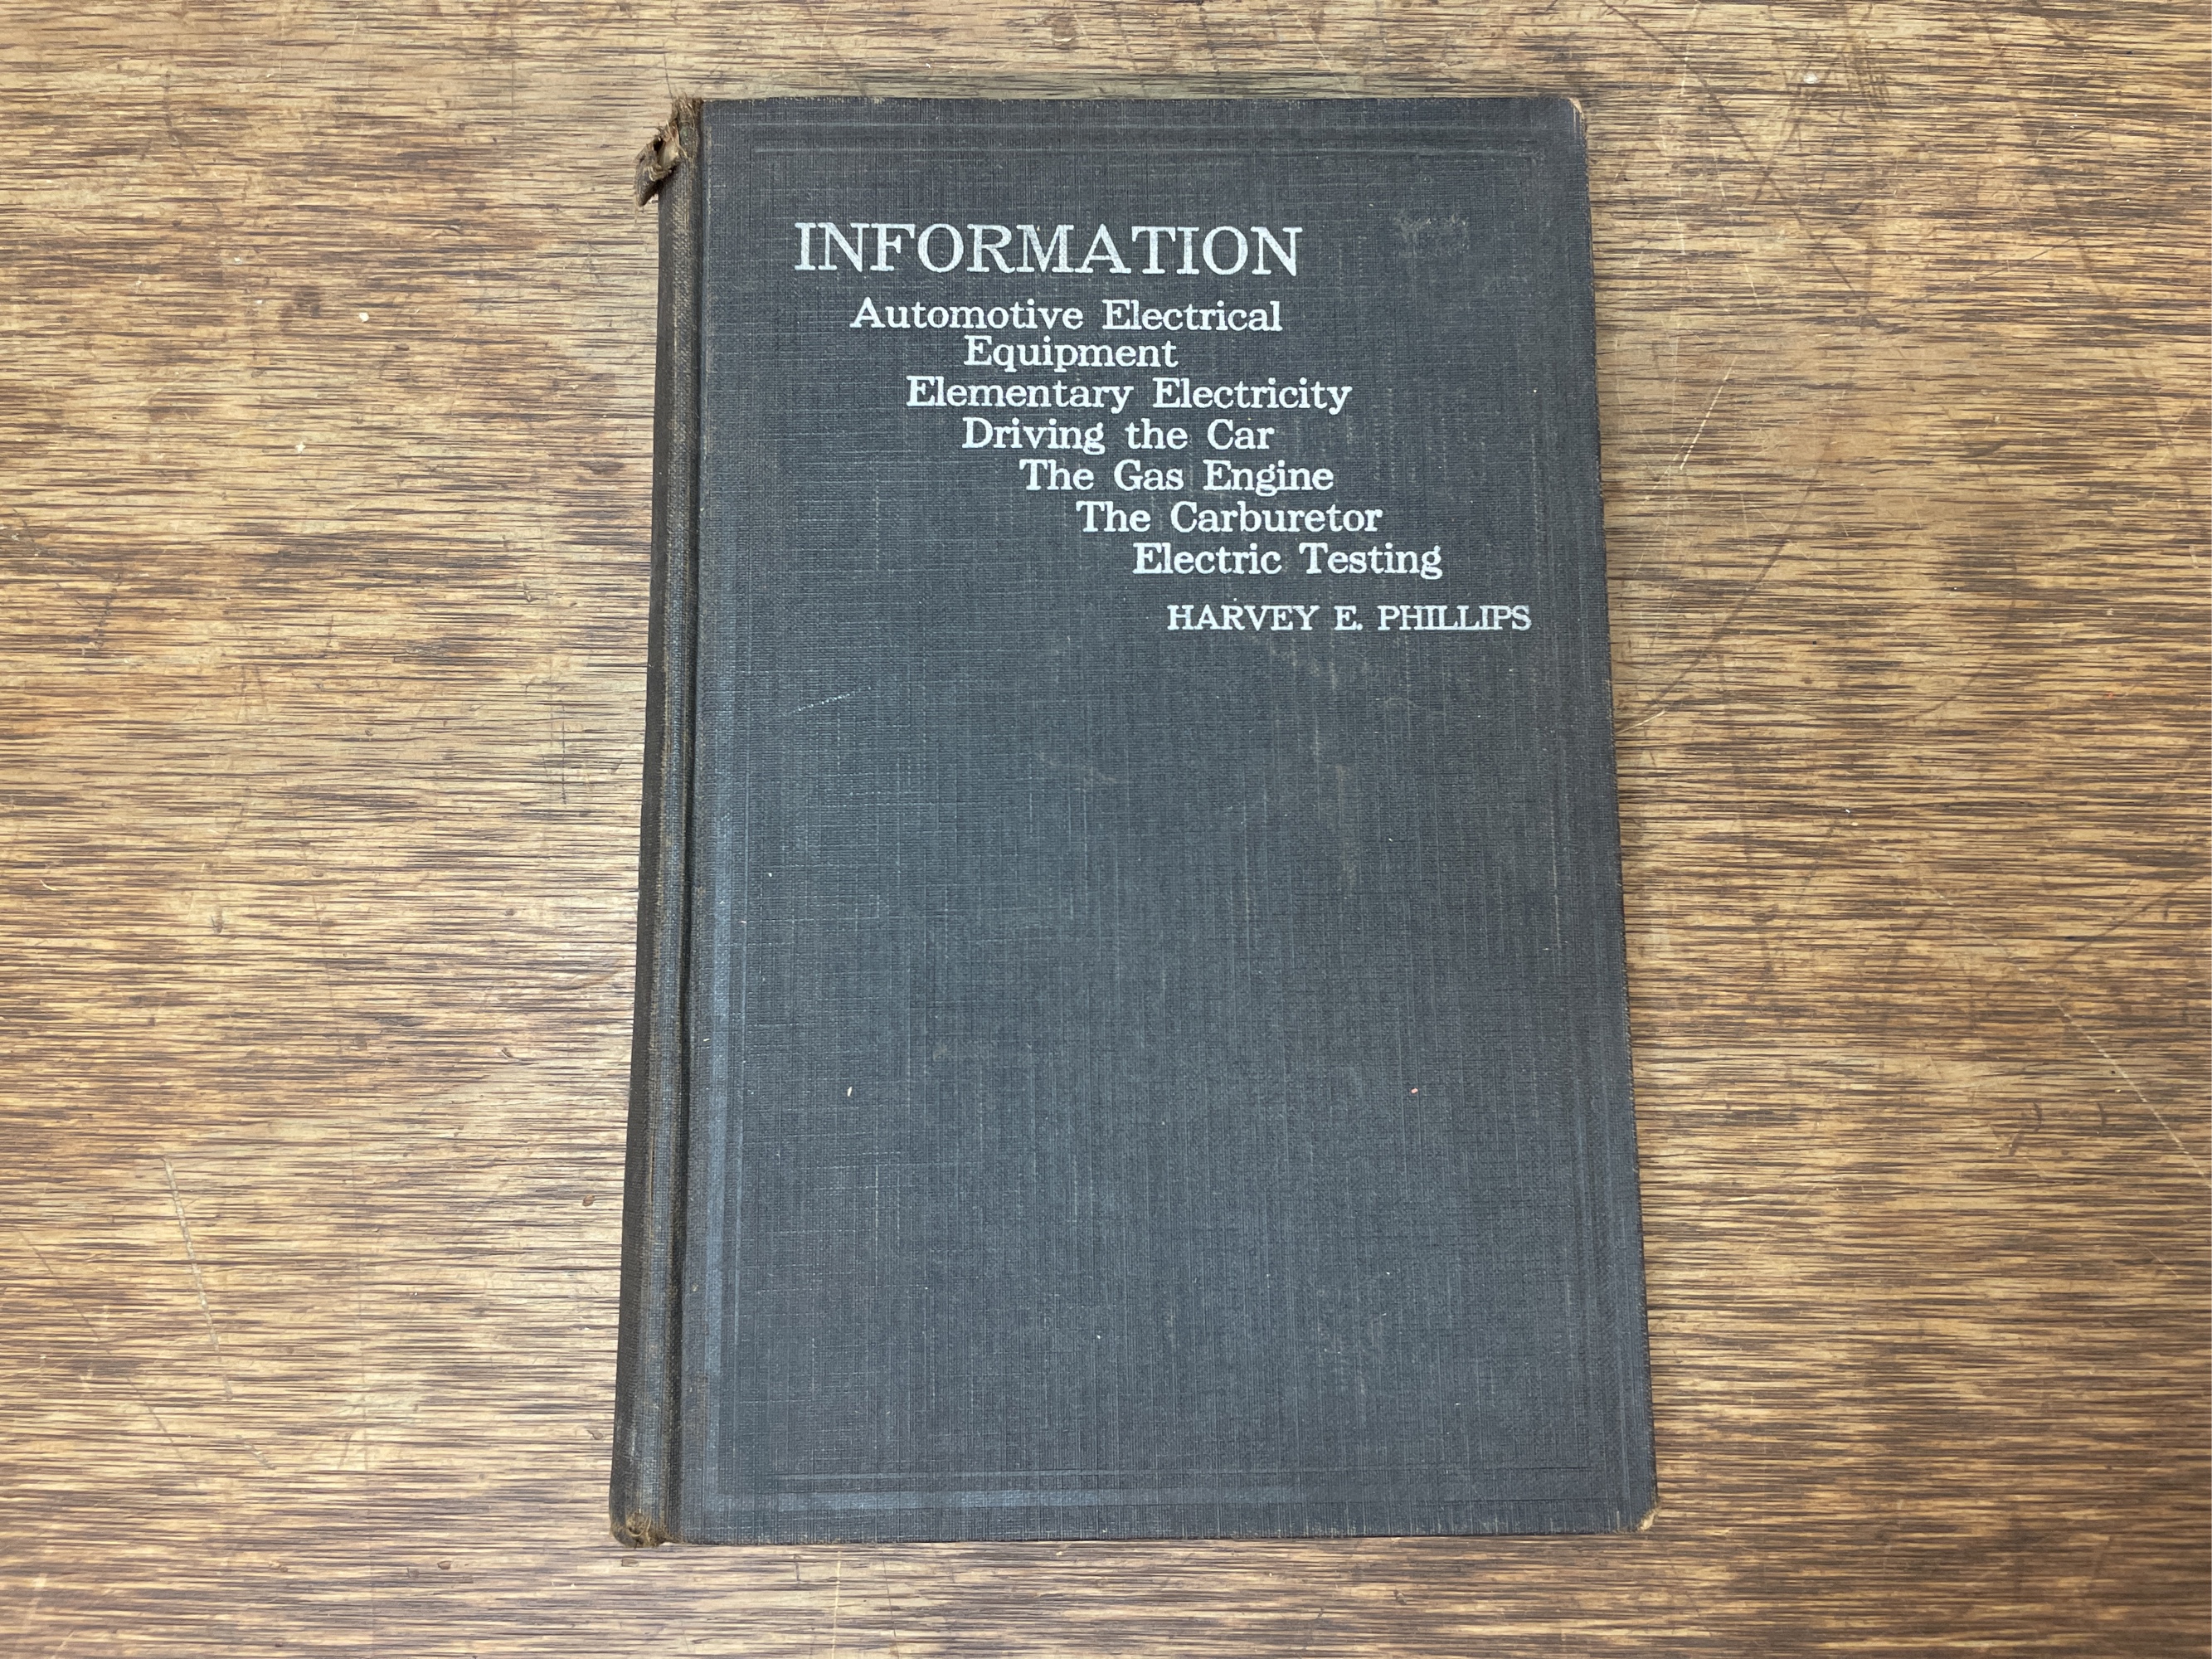 INFORMATION
Automotive Electrical
Equipment
Elementary Electricity
Driving the Car
The Gas Engine
The Carburetor
Electric Testing
HARVEY E. PHILLIPS